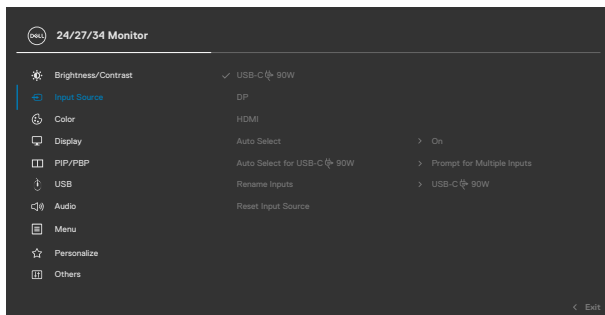 DELL 24/27/34 Monitor
Brightness/Contrast USB-C 90W
Input Source DP
Color HDMI
Display Auto Select > On
PIP/PBP Auto Select for USB-C 90W > Prompt for Multiple Inputs
USB Rename Inputs > USB-C 90W
Audio Reset Input Source
Menu
Personalize
Others
< Exit